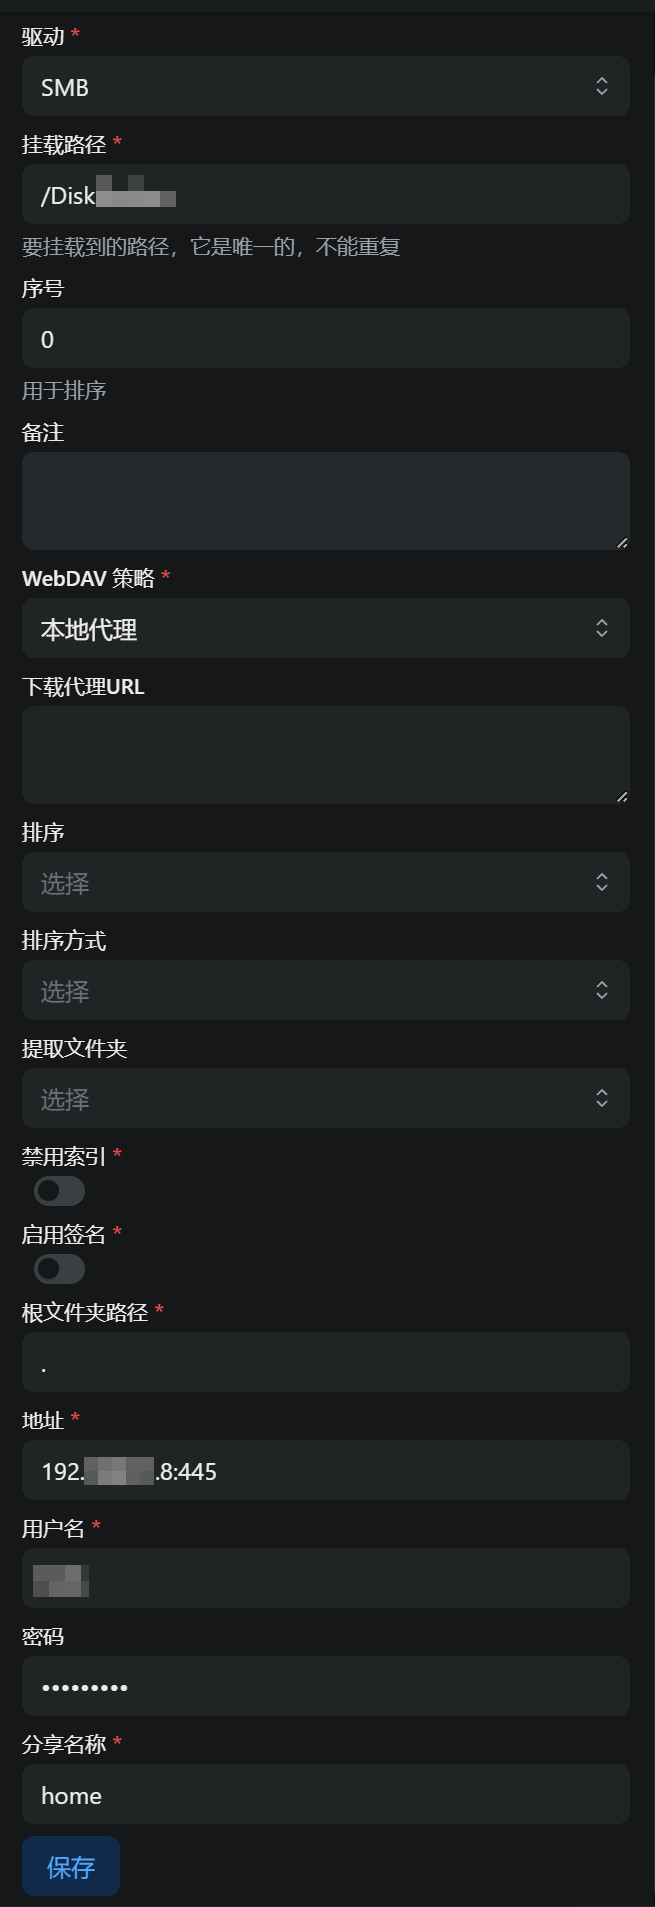 驱动 *
SMB
挂载路径 *
/Disk
要挂载到的路径，它是唯一的，不能重复
序号
0
用于排序
备注
WebDAV 策略 *
本地代理
下载代理URL
排序
选择
排序方式
选择
提取文件夹
选择
禁用索引 *
启用签名 *
根文件夹路径 *
.
地址 *
192. .8:445
用户名 *
密码
•••••••••
分享名称 *
home
保存